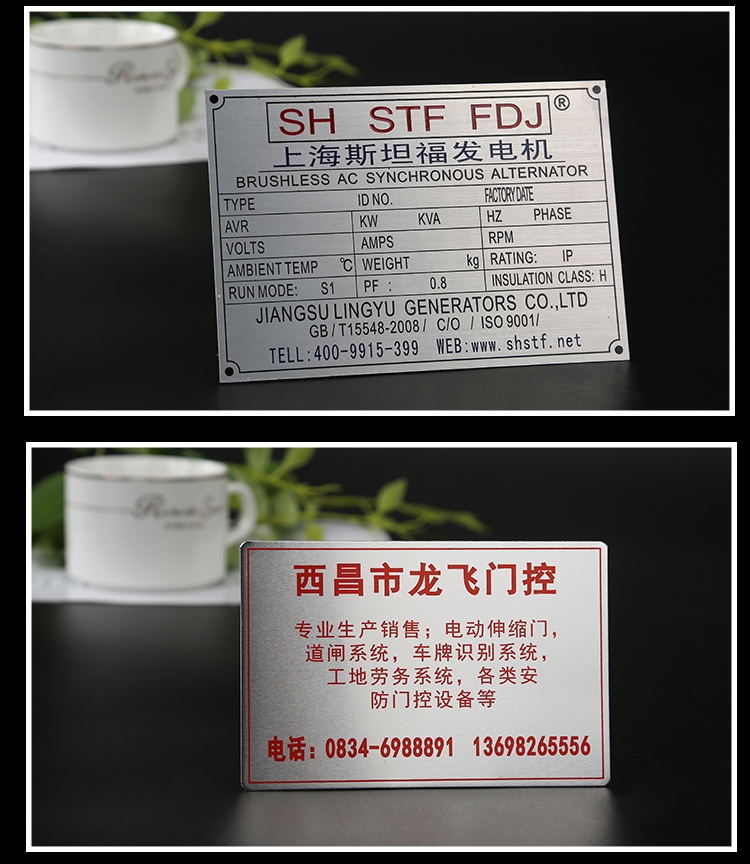 SH STF FDJ®
上海斯坦福发电机
BRUSHLESS AC SYNCHRONOUS ALTERNATOR
TYPE ID NO. FACTORY DATE
AVR KW KVA HZ PHASE
VOLTS AMPS RPM
AMBIENT TEMP ℃ WEIGHT kg RATING: IP
RUN MODE: S1 PF : 0.8 INSULATION CLASS: H
JIANGSU LINGYU GENERATORS CO.,LTD
GB / T15548-2008 / C/O / ISO 9001/
TELL:400-9915-399 WEB:www.shstf.net
西昌市龙飞门控
专业生产销售；电动伸缩门，
道闸系统，车牌识别系统，
工地劳务系统，各类安
防门控设备等
电话：0834-6988891 13698265556